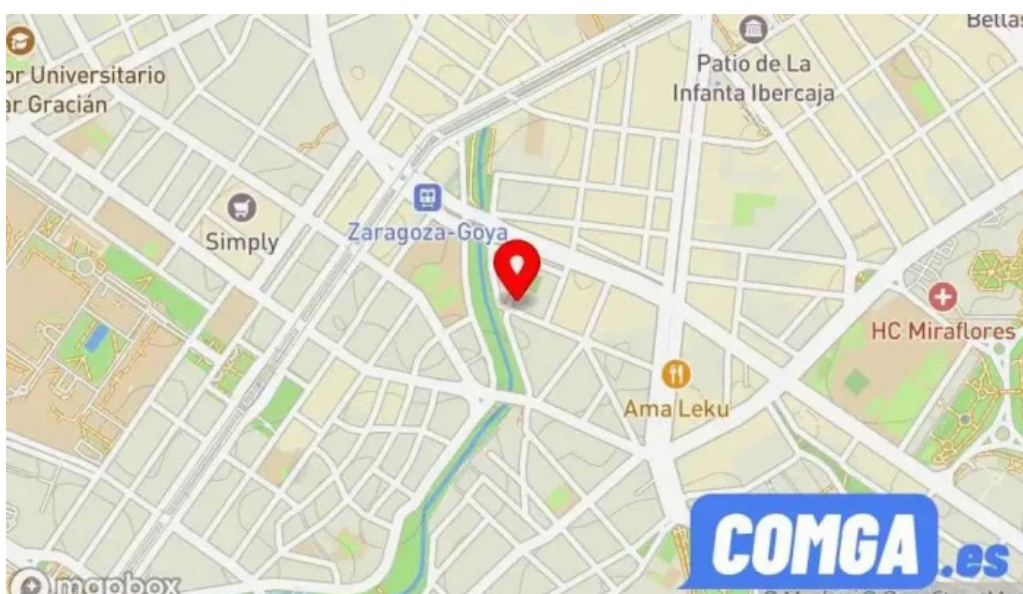 Bellas
or Universitario
ar Gracián
Patio de La
Infanta Ibercaja
Simply
Zaragoza-Goya
HC Miraflores
Ama Leku
COMGA.es
mapbox